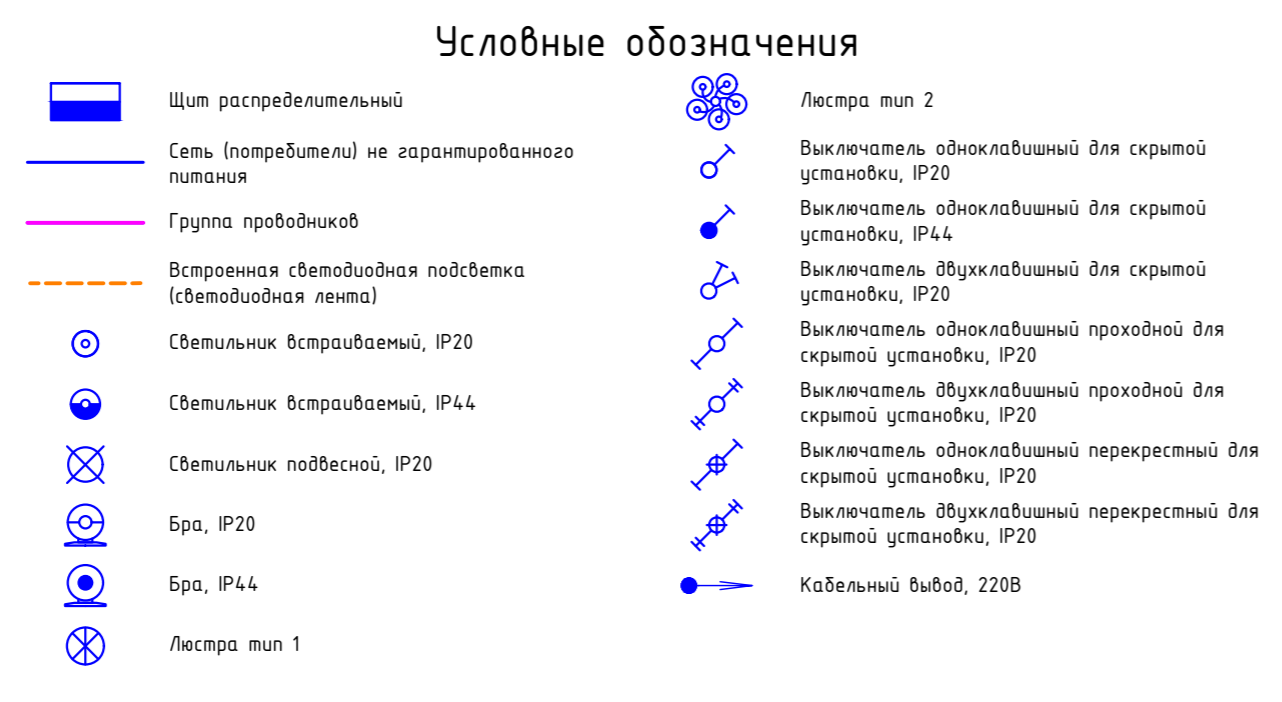 Условные обозначения
Щит распределительный
Сеть (потребители) не гарантированного
питания
Группа проводников
Встроенная светодиодная подсветка
(светодиодная лента)
Светильник встраиваемый, IP20
Светильник встраиваемый, IP44
Светильник подвесной, IP20
Бра, IP20
Бра, IP44
Люстра тип 1
Люстра тип 2
Выключатель одноклавишный для скрытой
установки, IP20
Выключатель одноклавишный для скрытой
установки, IP44
Выключатель двухклавишный для скрытой
установки, IP20
Выключатель одноклавишный проходной для
скрытой установки, IP20
Выключатель двухклавишный проходной для
скрытой установки, IP20
Выключатель одноклавишный перекрестный для
скрытой установки, IP20
Выключатель двухклавишный перекрестный для
скрытой установки, IP20
Кабельный вывод, 220В